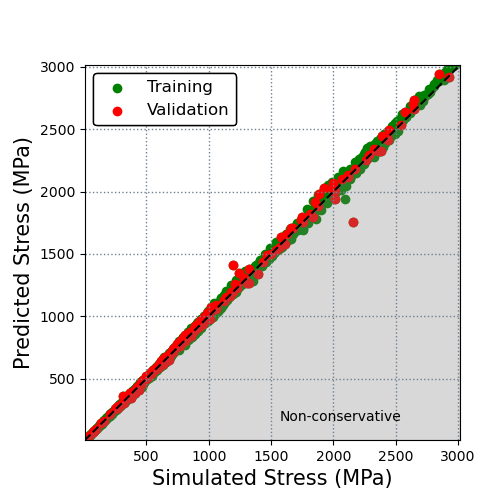 Training
Validation
Predicted Stress (MPa)
3000
2500
2000
1500
1000
500
Non-conservative
500 1000 1500 2000 2500 3000
Simulated Stress (MPa)